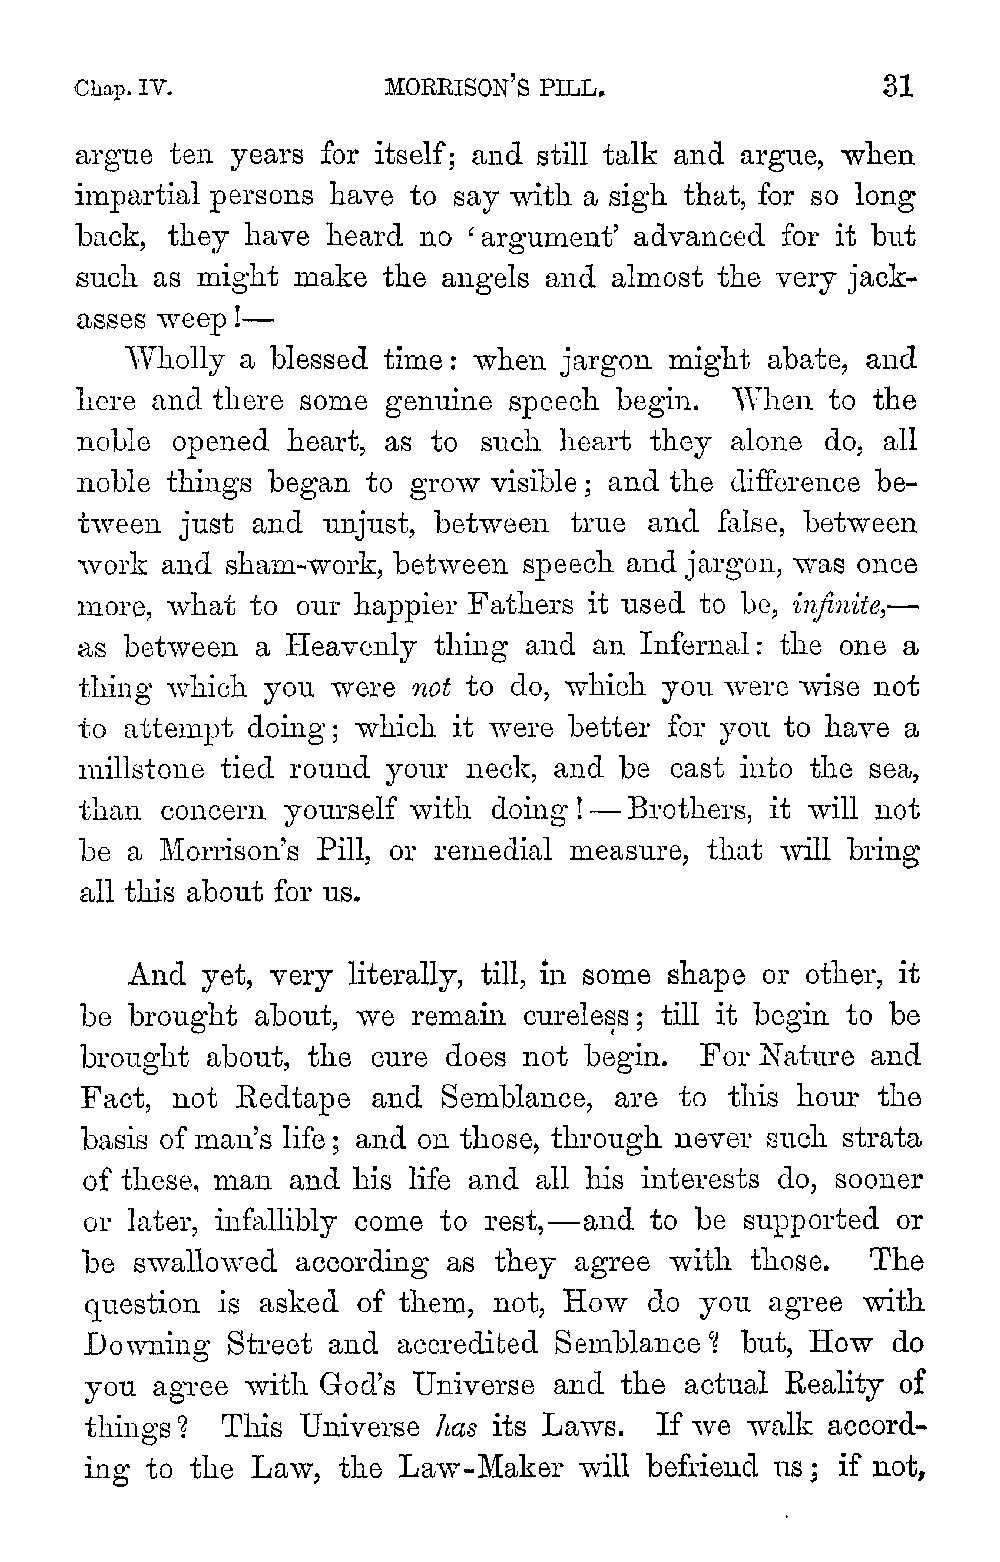 Chap. IV. MORRISON'S PILL. 31
argue ten years for itself; and still talk and argue, when
impartial persons have to say with a sigh that, for so long
back, they have heard no ‘argument’ advanced for it but
such as might make the angels and almost the very jack-
asses weep!—
Wholly a blessed time: when jargon might abate, and
here and there some genuine speech begin. When to the
noble opened heart, as to such heart they alone do, all
noble things began to grow visible; and the difference be-
tween just and unjust, between true and false, between
work and sham-work, between speech and jargon, was once
more, what to our happier Fathers it used to be, infinite,—
as between a Heavenly thing and an Infernal: the one a
thing which you were not to do, which you were wise not
to attempt doing; which it were better for you to have a
millstone tied round your neck, and be cast into the sea,
than concern yourself with doing!—Brothers, it will not
be a Morrison's Pill, or remedial measure, that will bring
all this about for us.
And yet, very literally, till, in some shape or other, it
be brought about, we remain cureless; till it begin to be
brought about, the cure does not begin. For Nature and
Fact, not Redtape and Semblance, are to this hour the
basis of man's life; and on those, through never such strata
of these, man and his life and all his interests do, sooner
or later, infallibly come to rest,—and to be supported or
be swallowed according as they agree with those. The
question is asked of them, not, How do you agree with
Downing Street and accredited Semblance? but, How do
you agree with God's Universe and the actual Reality of
things? This Universe has its Laws. If we walk accord-
ing to the Law, the Law-Maker will befriend us; if not,